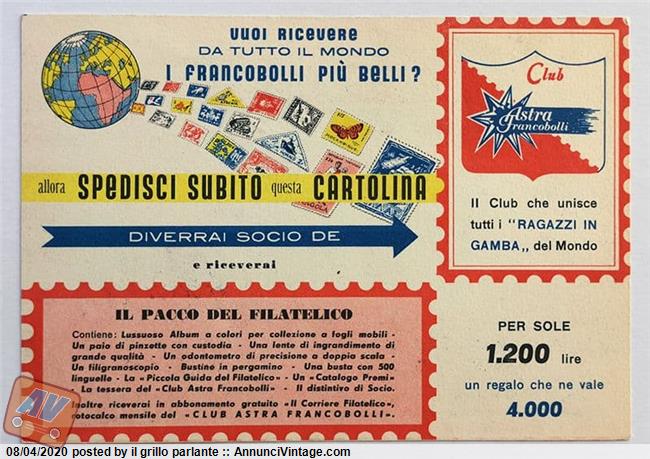 VUOI RICEVERE
DA TUTTO IL MONDO
I FRANCOBOLLI PIÙ BELLI?
allora SPEDISCI SUBITO questa CARTOLINA
DIVERRAI SOCIO DE
e riceverai
Club
Astra
Francobolli
Il Club che unisce
tutti i "RAGAZZI IN
GAMBA„ del Mondo
IL PACCO DEL FILATELICO
Contiene: Lussuoso Album a colori per collezione a fogli mobili -
Un paio di pinzette con custodia - Una lente di ingrandimento di
grande qualità - Un odontometro di precisione a doppia scala -
Un filigranoscopio - Bustine in pergamino - Una busta con 500
linguelle - La «Piccola Guida del Filatelico» - Un «Catalogo Premi»
- La tessera del «Club Astra Francobolli» - Il distintivo di Socio.
Inoltre riceverai in abbonamento gratuito «Il Corriere Filatelico»,
rotocalco mensile del «CLUB ASTRA FRANCOBOLLI».
PER SOLE
1.200 lire
un regalo che ne vale
4.000
AV
08/04/2020 posted by il grillo parlante :: AnnunciVintage.com